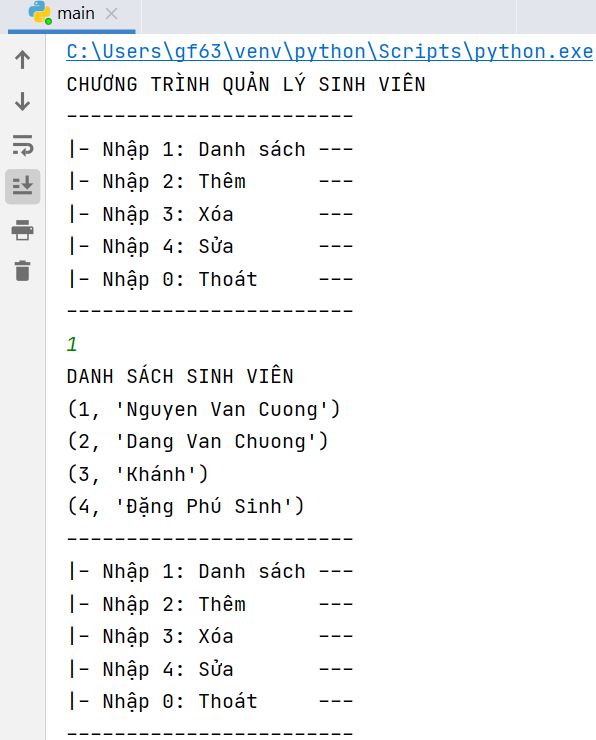 main
C:\Users\gf63\venv\python\Scripts\python.exe
CHƯƠNG TRÌNH QUẢN LÝ SINH VIÊN
------------------------
|- Nhập 1: Danh sách ---
|- Nhập 2: Thêm      ---
|- Nhập 3: Xóa       ---
|- Nhập 4: Sửa       ---
|- Nhập 0: Thoát     ---
------------------------
1
DANH SÁCH SINH VIÊN
(1, 'Nguyen Van Cuong')
(2, 'Dang Van Chuong')
(3, 'Khánh')
(4, 'Đặng Phú Sinh')
------------------------
|- Nhập 1: Danh sách ---
|- Nhập 2: Thêm      ---
|- Nhập 3: Xóa       ---
|- Nhập 4: Sửa       ---
|- Nhập 0: Thoát     ---
------------------------